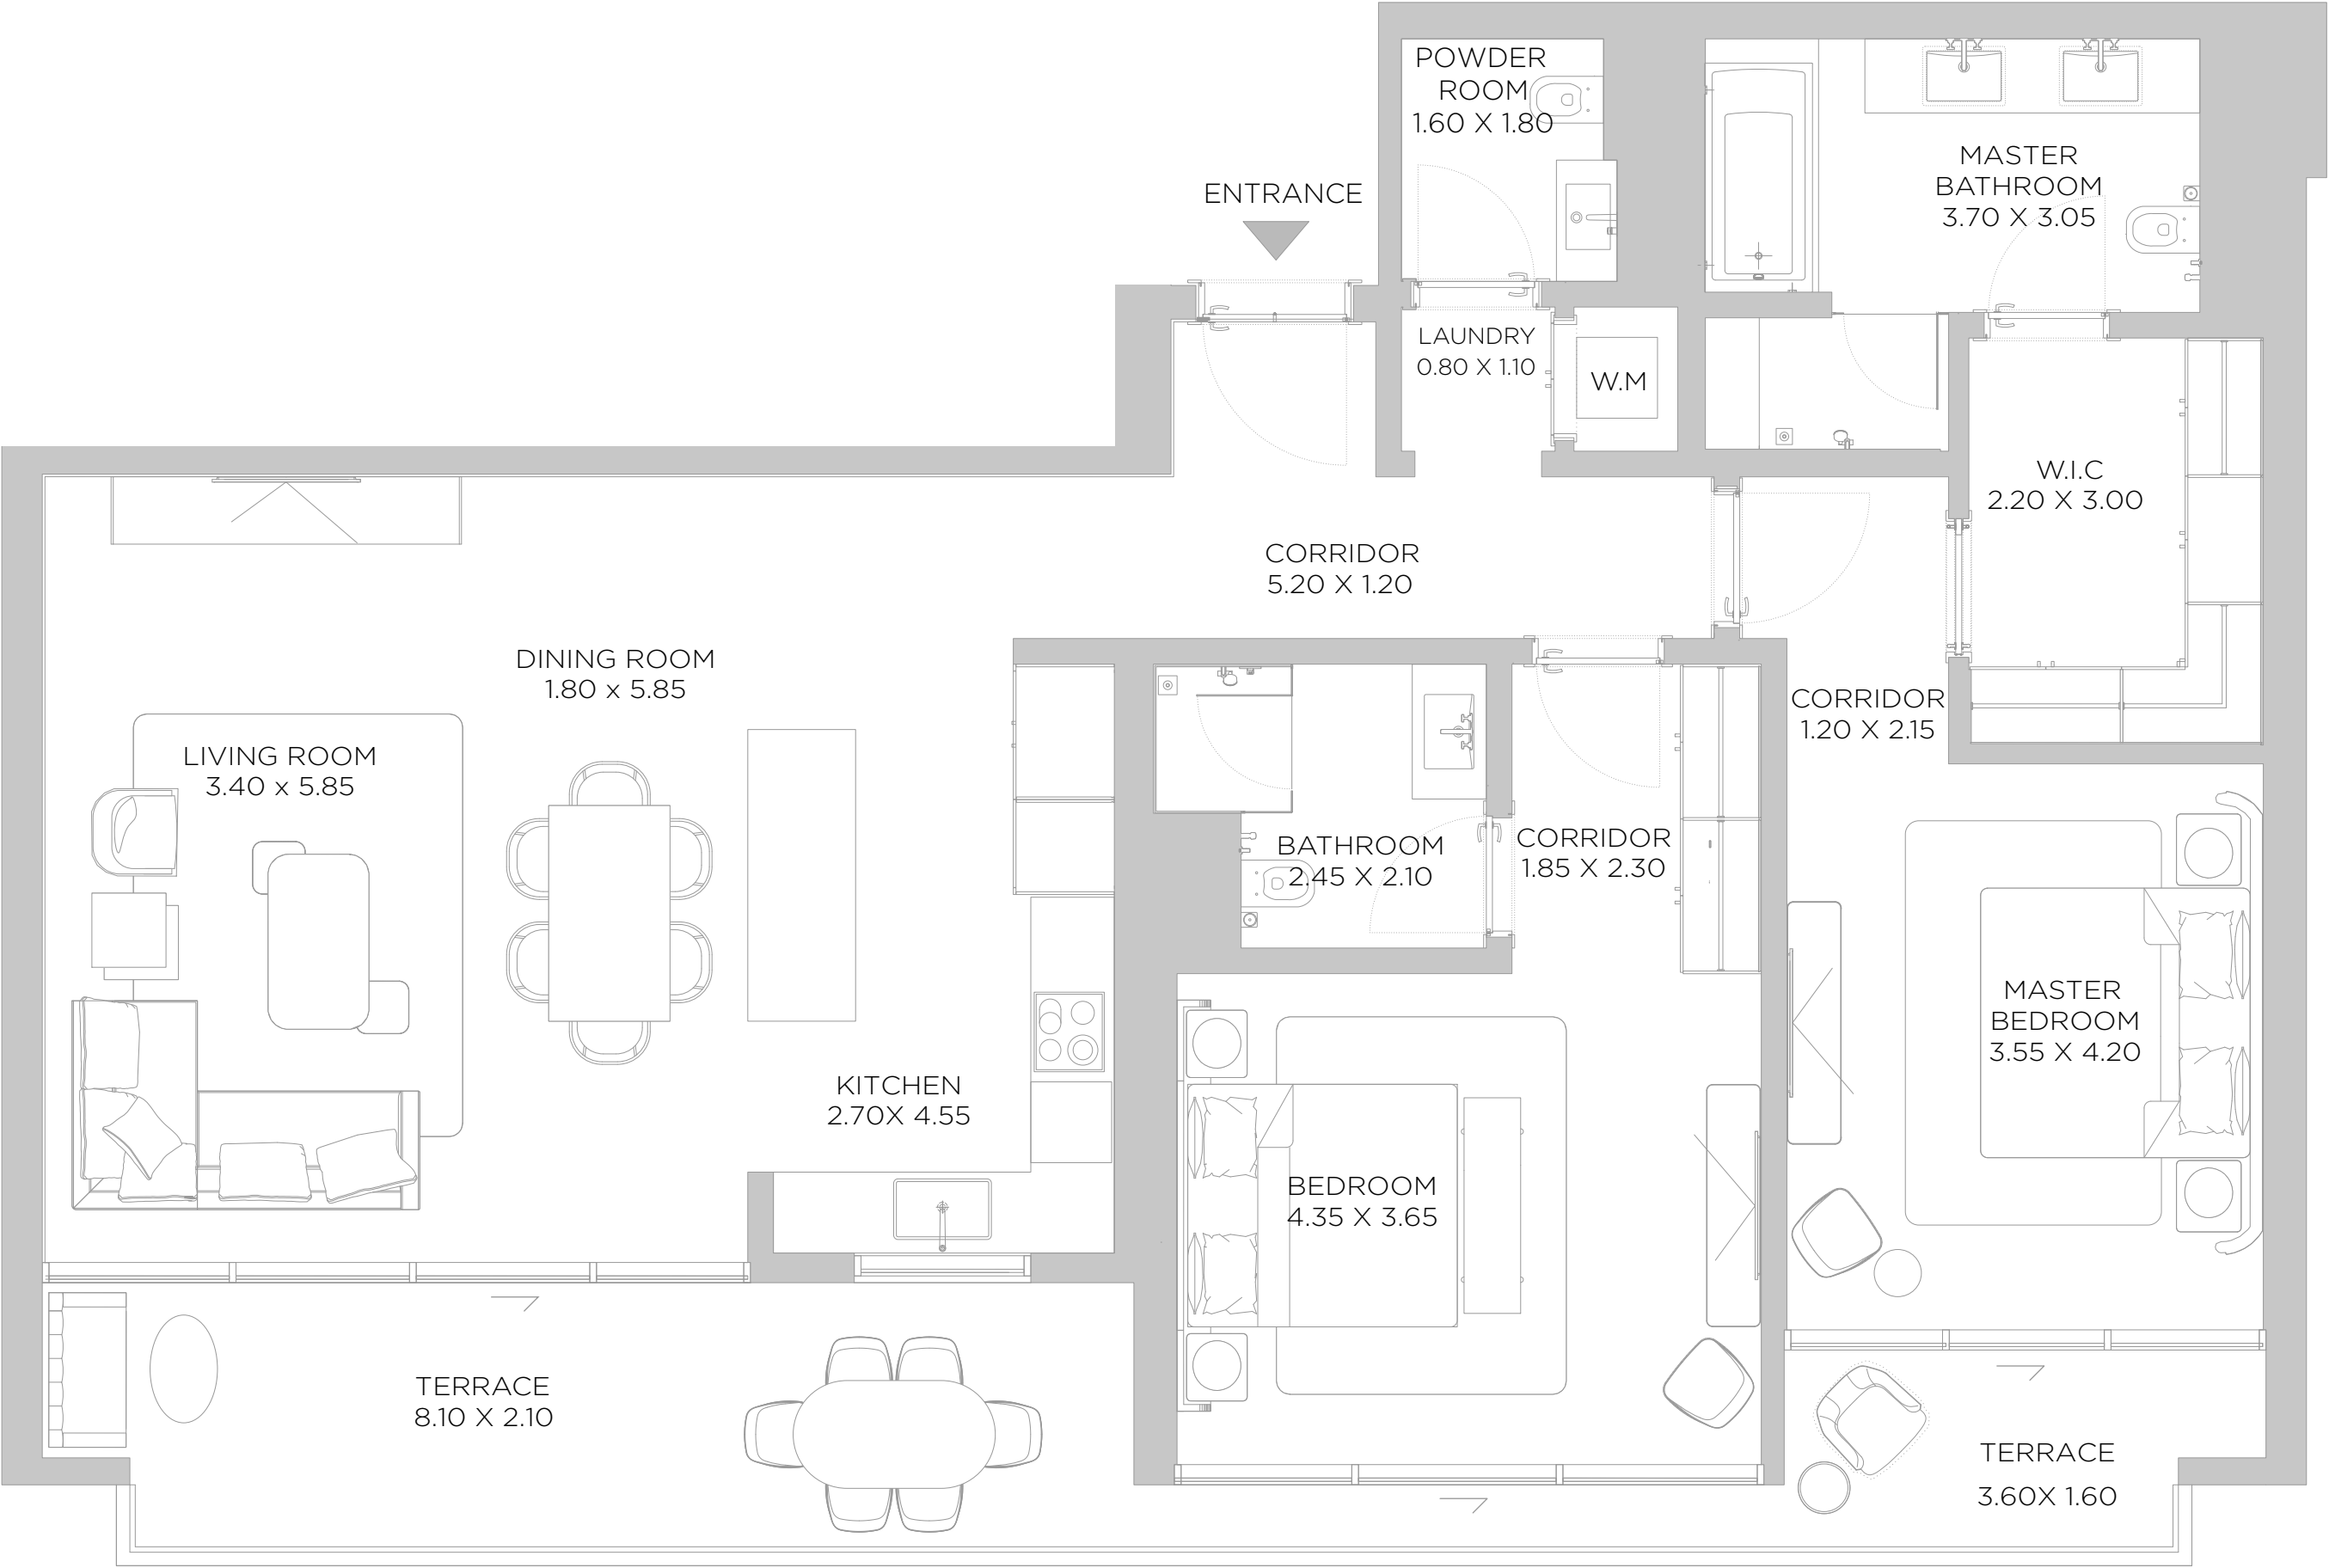 POWDER
ROOM
1.60 X 1.80
MASTER
BATHROOM
3.70 X 3.05
ENTRANCE
LAUNDRY
0.80 X 1.10
W.M
W.I.C
2.20 X 3.00
CORRIDOR
5.20 X 1.20
DINING ROOM
1.80 x 5.85
CORRIDOR
1.20 X 2.15
LIVING ROOM
3.40 x 5.85
BATHROOM
2.45 X 2.10
CORRIDOR
1.85 X 2.30
MASTER
BEDROOM
3.55 X 4.20
KITCHEN
2.70X 4.55
BEDROOM
4.35 X 3.65
TERRACE
8.10 X 2.10
TERRACE
3.60X 1.60